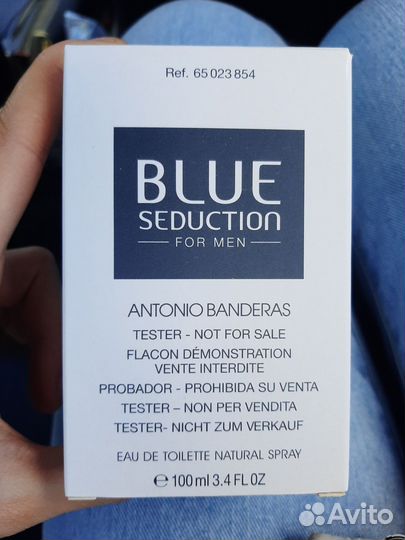 Ref. 65 023 854
BLUE
SEDUCTION
FOR MEN
ANTONIO BANDERAS
TESTER - NOT FOR SALE
FLACON DÉMONSTRATION
VENTE INTERDITE
PROBADOR - PROHIBIDA SU VENTA
TESTER – NON PER VENDITA
TESTER- NICHT ZUM VERKAUF
EAU DE TOILETTE NATURAL SPRAY
℮ 100 ml 3.4 FL OZ
Avito